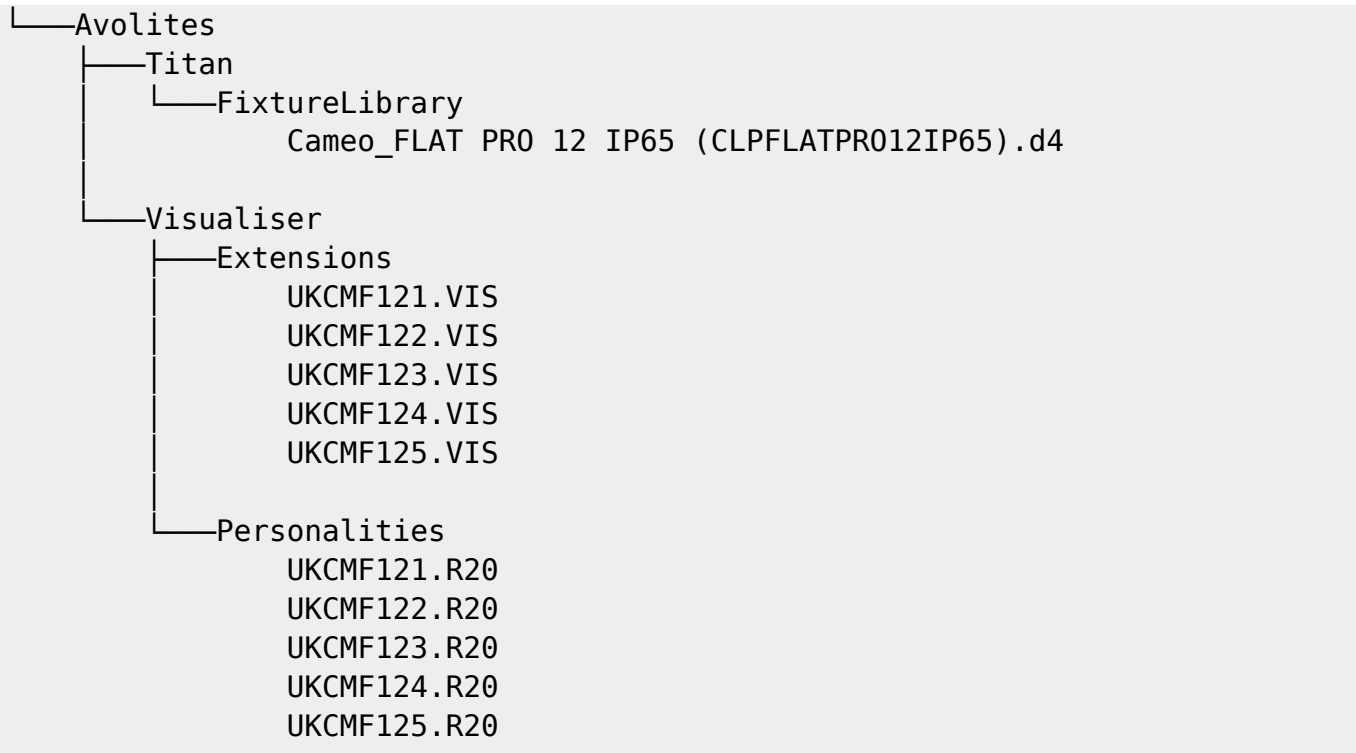 └───Avolites
    ├───Titan
    │   └───FixtureLibrary
    │           Cameo_FLAT PRO 12 IP65 (CLPFLATPRO12IP65).d4
    │
    └───Visualiser
        ├───Extensions
        │       UKCMF121.VIS
        │       UKCMF122.VIS
        │       UKCMF123.VIS
        │       UKCMF124.VIS
        │       UKCMF125.VIS
        │
        └───Personalities
                UKCMF121.R20
                UKCMF122.R20
                UKCMF123.R20
                UKCMF124.R20
                UKCMF125.R20